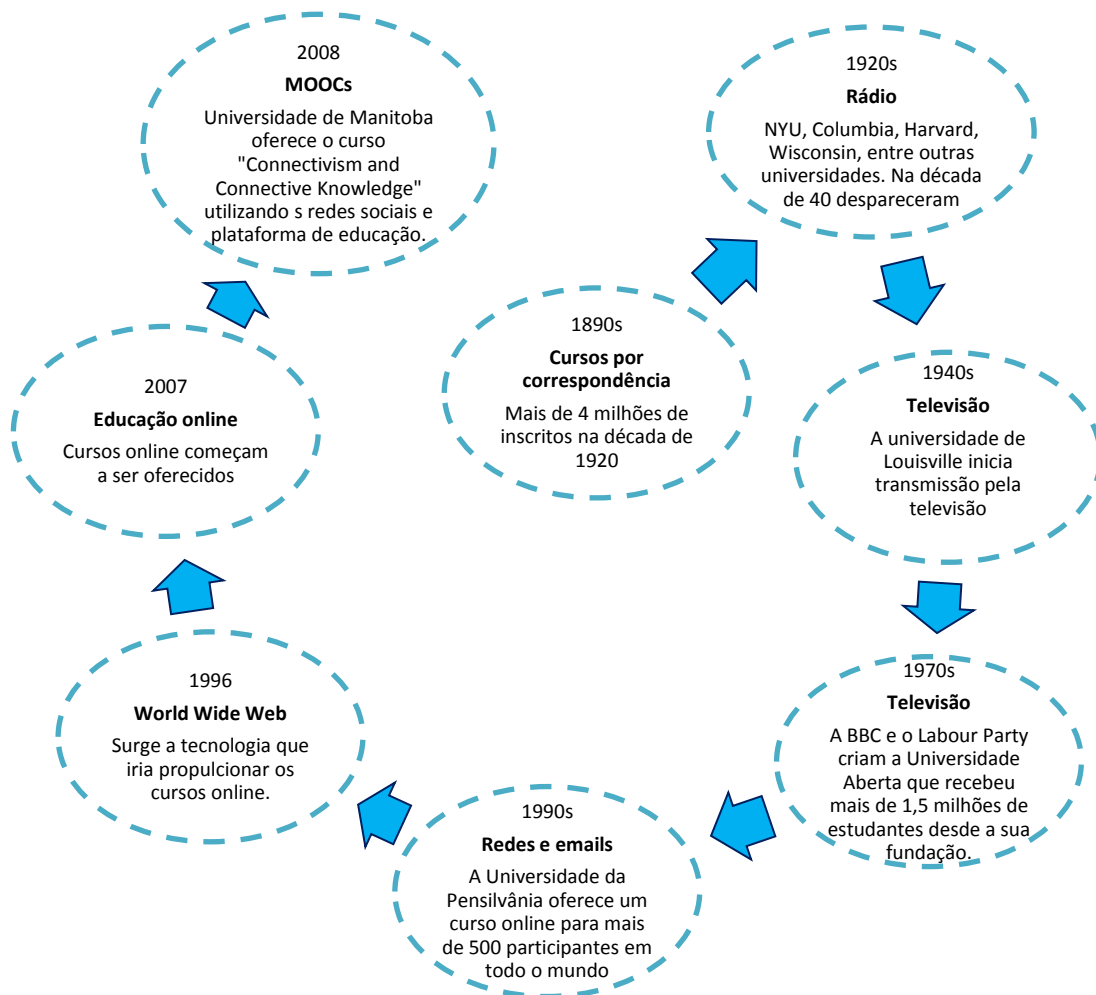 1890s
Cursos por
correspondência
Mais de 4 milhões de
inscritos na década de
1920
1920s
Rádio
NYU, Columbia, Harvard,
Wisconsin, entre outras
universidades. Na década
de 40 despareceram
1940s
Televisão
A universidade de
Louisville inicia
transmissão pela
televisão
1970s
Televisão
A BBC e o Labour Party
criam a Universidade
Aberta que recebeu
mais de 1,5 milhões de
estudantes desde a sua
fundação.
1990s
Redes e emails
A Universidade da
Pensilvânia oferece um
curso online para mais
de 500 participantes em
todo o mundo
1996
World Wide Web
Surge a tecnologia que
iria propulcionar os
cursos online.
2007
Educação online
Cursos online começam
a ser oferecidos
2008
MOOCs
Universidade de Manitoba
oferece o curso
"Connectivism and
Connective Knowledge"
utilizando s redes sociais e
plataforma de educação.